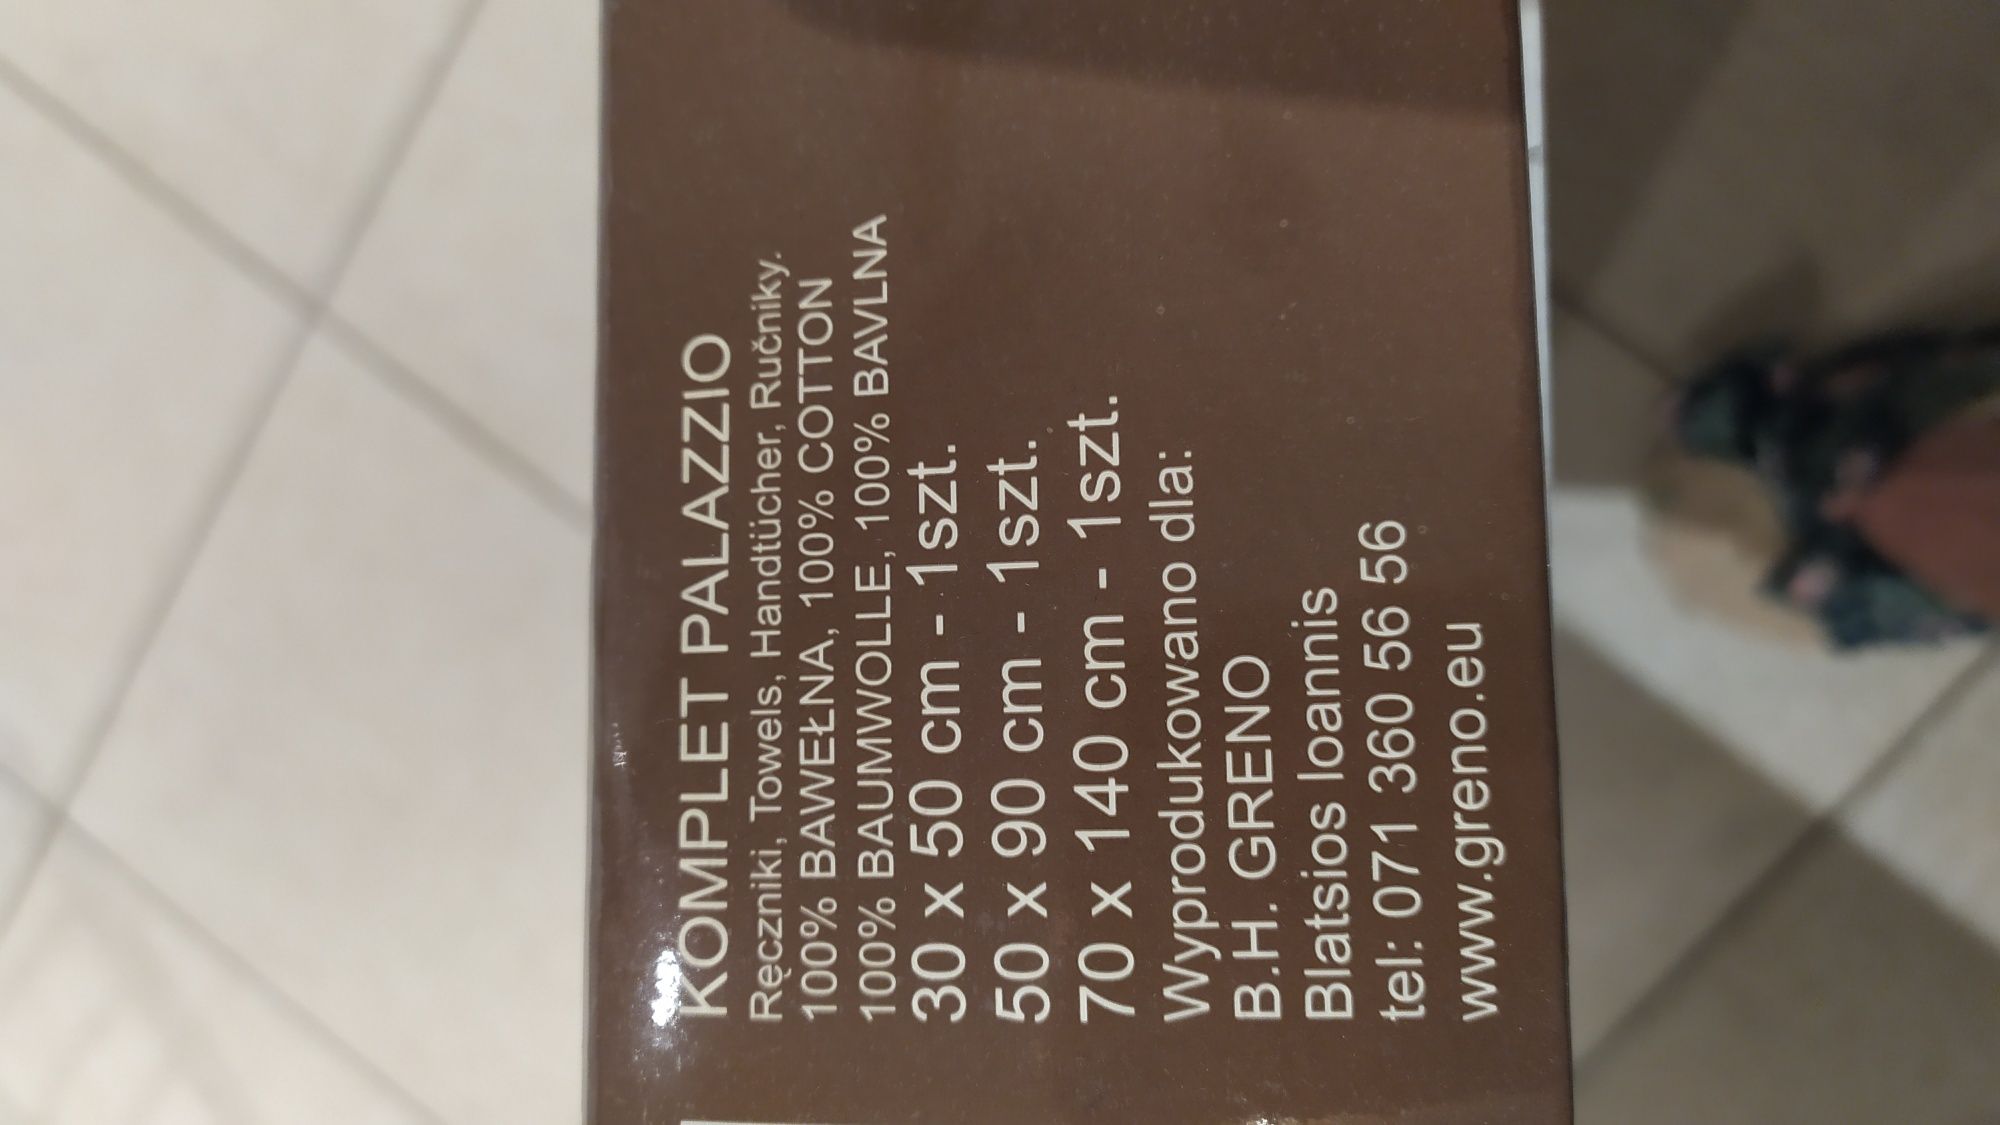 KOMPLET PALAZZIO
Ręczniki, Towels, Handtücher, Ručniky.
100% BAWEŁNA, 100% COTTON
100% BAUMWOLLE, 100% BAVLNA
30 x 50 cm - 1szt.
50 x 90 cm - 1szt.
70 x 140 cm - 1szt.
Wyprodukowano dla:
B.H. GRENO
Blatsios Ioannis
tel: 071 360 56 56
www.greno.eu